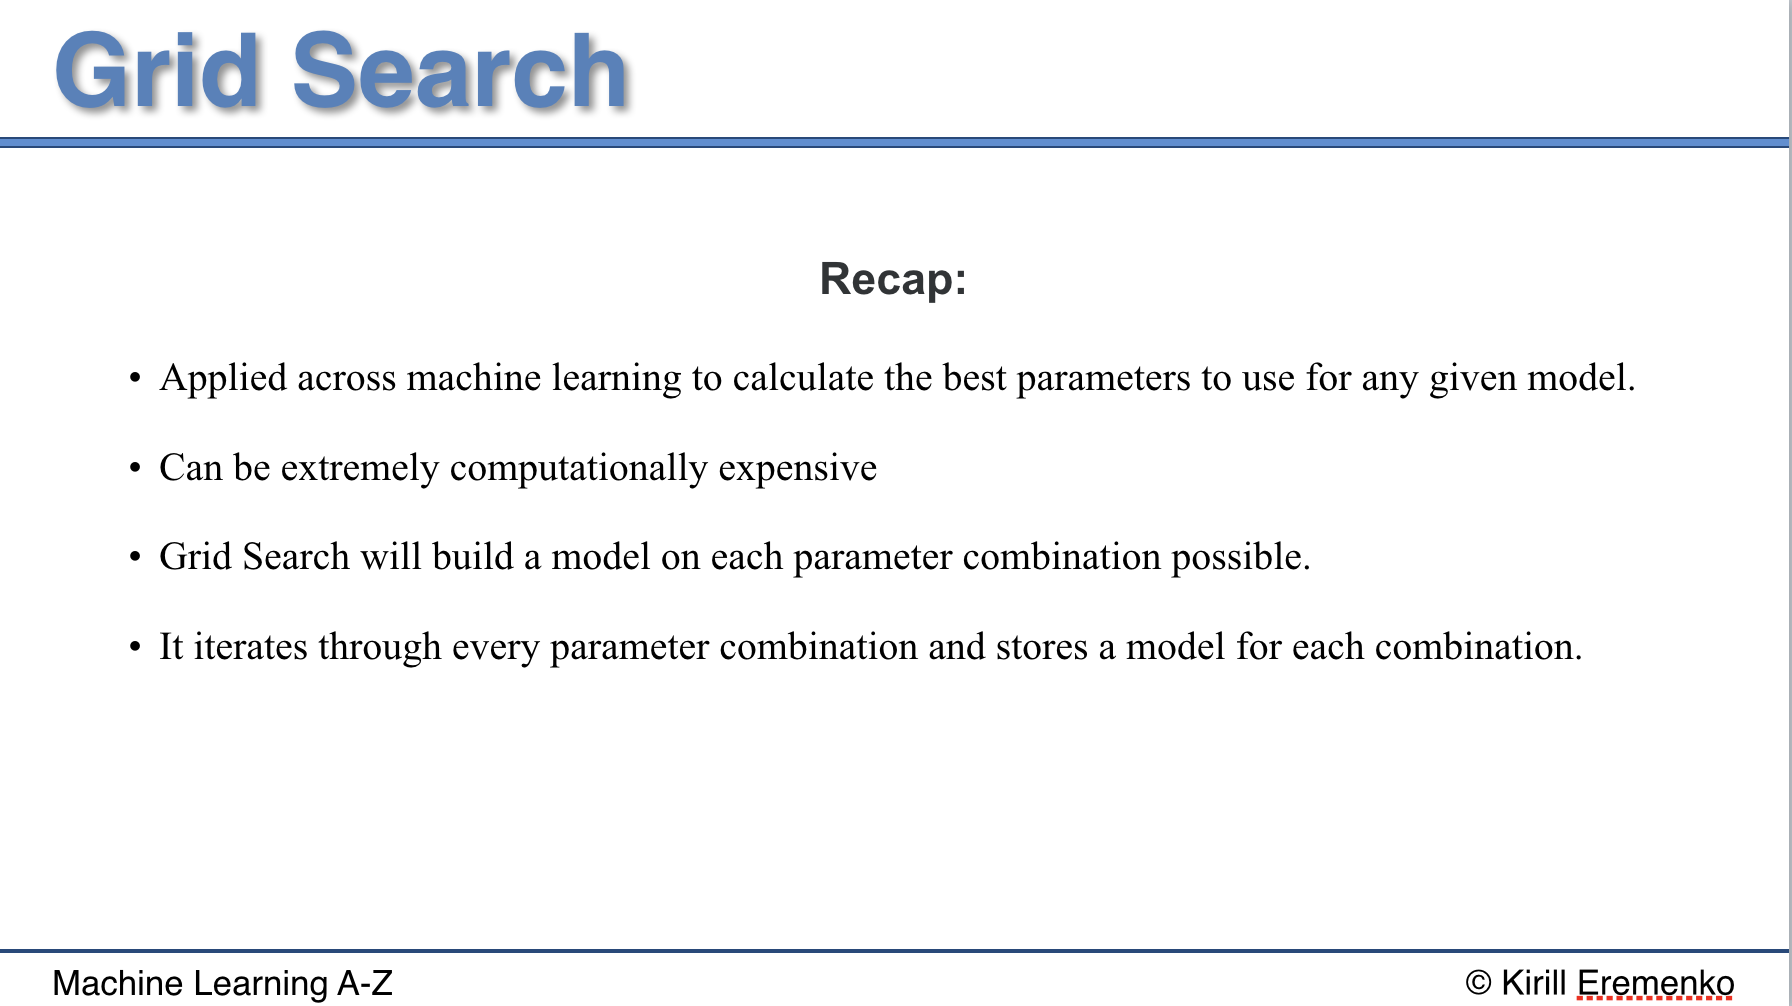 Grid Search
Recap:
• Applied across machine learning to calculate the best parameters to use for any given model.
• Can be extremely computationally expensive
• Grid Search will build a model on each parameter combination possible.
• It iterates through every parameter combination and stores a model for each combination.
Machine Learning A-Z
© Kirill Eremenko